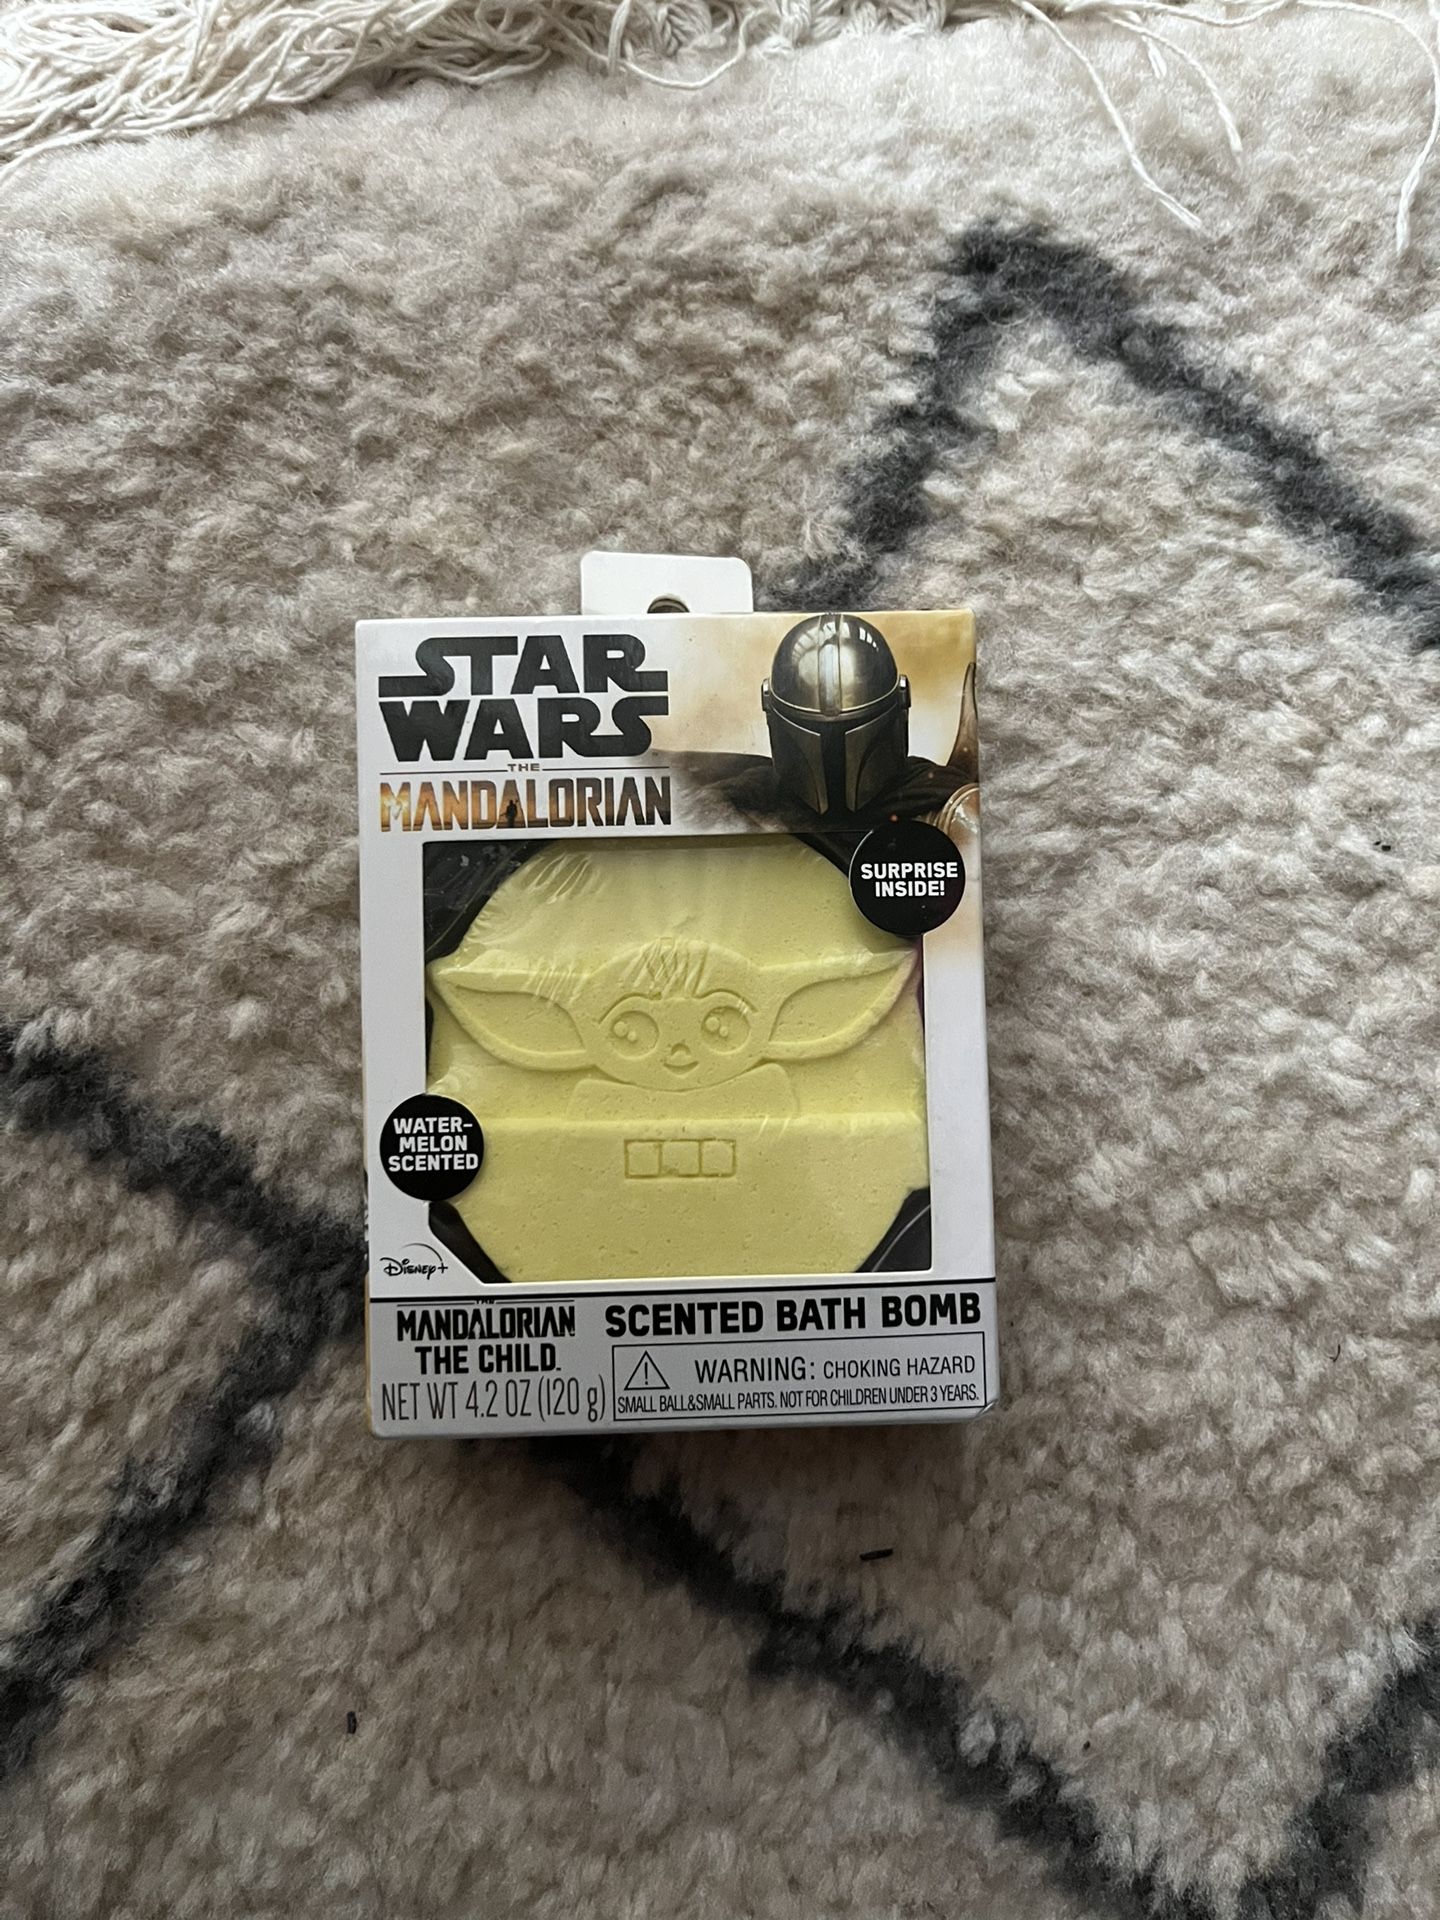 STAR
WARS
THE
MANDALORIAN
SURPRISE
INSIDE!
WATER-
MELON
SCENTED
Disney+
THE
MANDALORIAN
THE CHILD™
NET WT 4.2 OZ (120 g)
SCENTED BATH BOMB
WARNING: CHOKING HAZARD
SMALL BALL&SMALL PARTS. NOT FOR CHILDREN UNDER 3 YEARS.